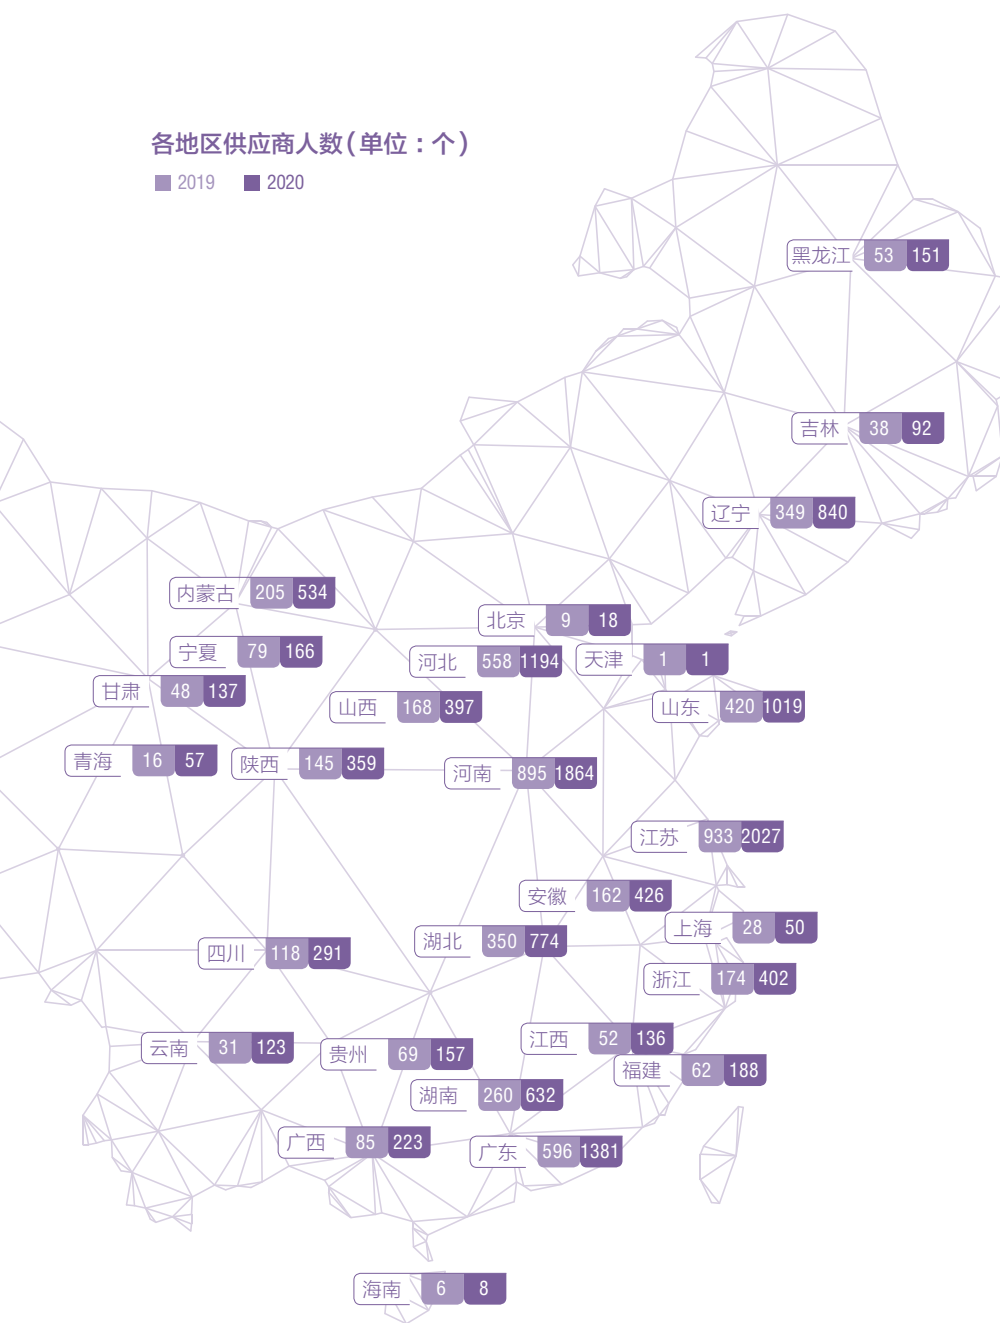 各地区供应商人数(单位：个)
2019 2020
黑龙江 53 151
吉林 38 92
辽宁 349 840
内蒙古 205 534
北京 9 18
宁夏 79 166
河北 558 1194
天津 1 1
甘肃 48 137
山西 168 397
山东 420 1019
青海 16 57
陕西 145 359
河南 895 1864
江苏 933 2027
安徽 162 426
上海 28 50
湖北 350 774
四川 118 291
浙江 174 402
江西 52 136
云南 31 123
贵州 69 157
福建 62 188
湖南 260 632
广西 85 223
广东 596 1381
海南 6 8